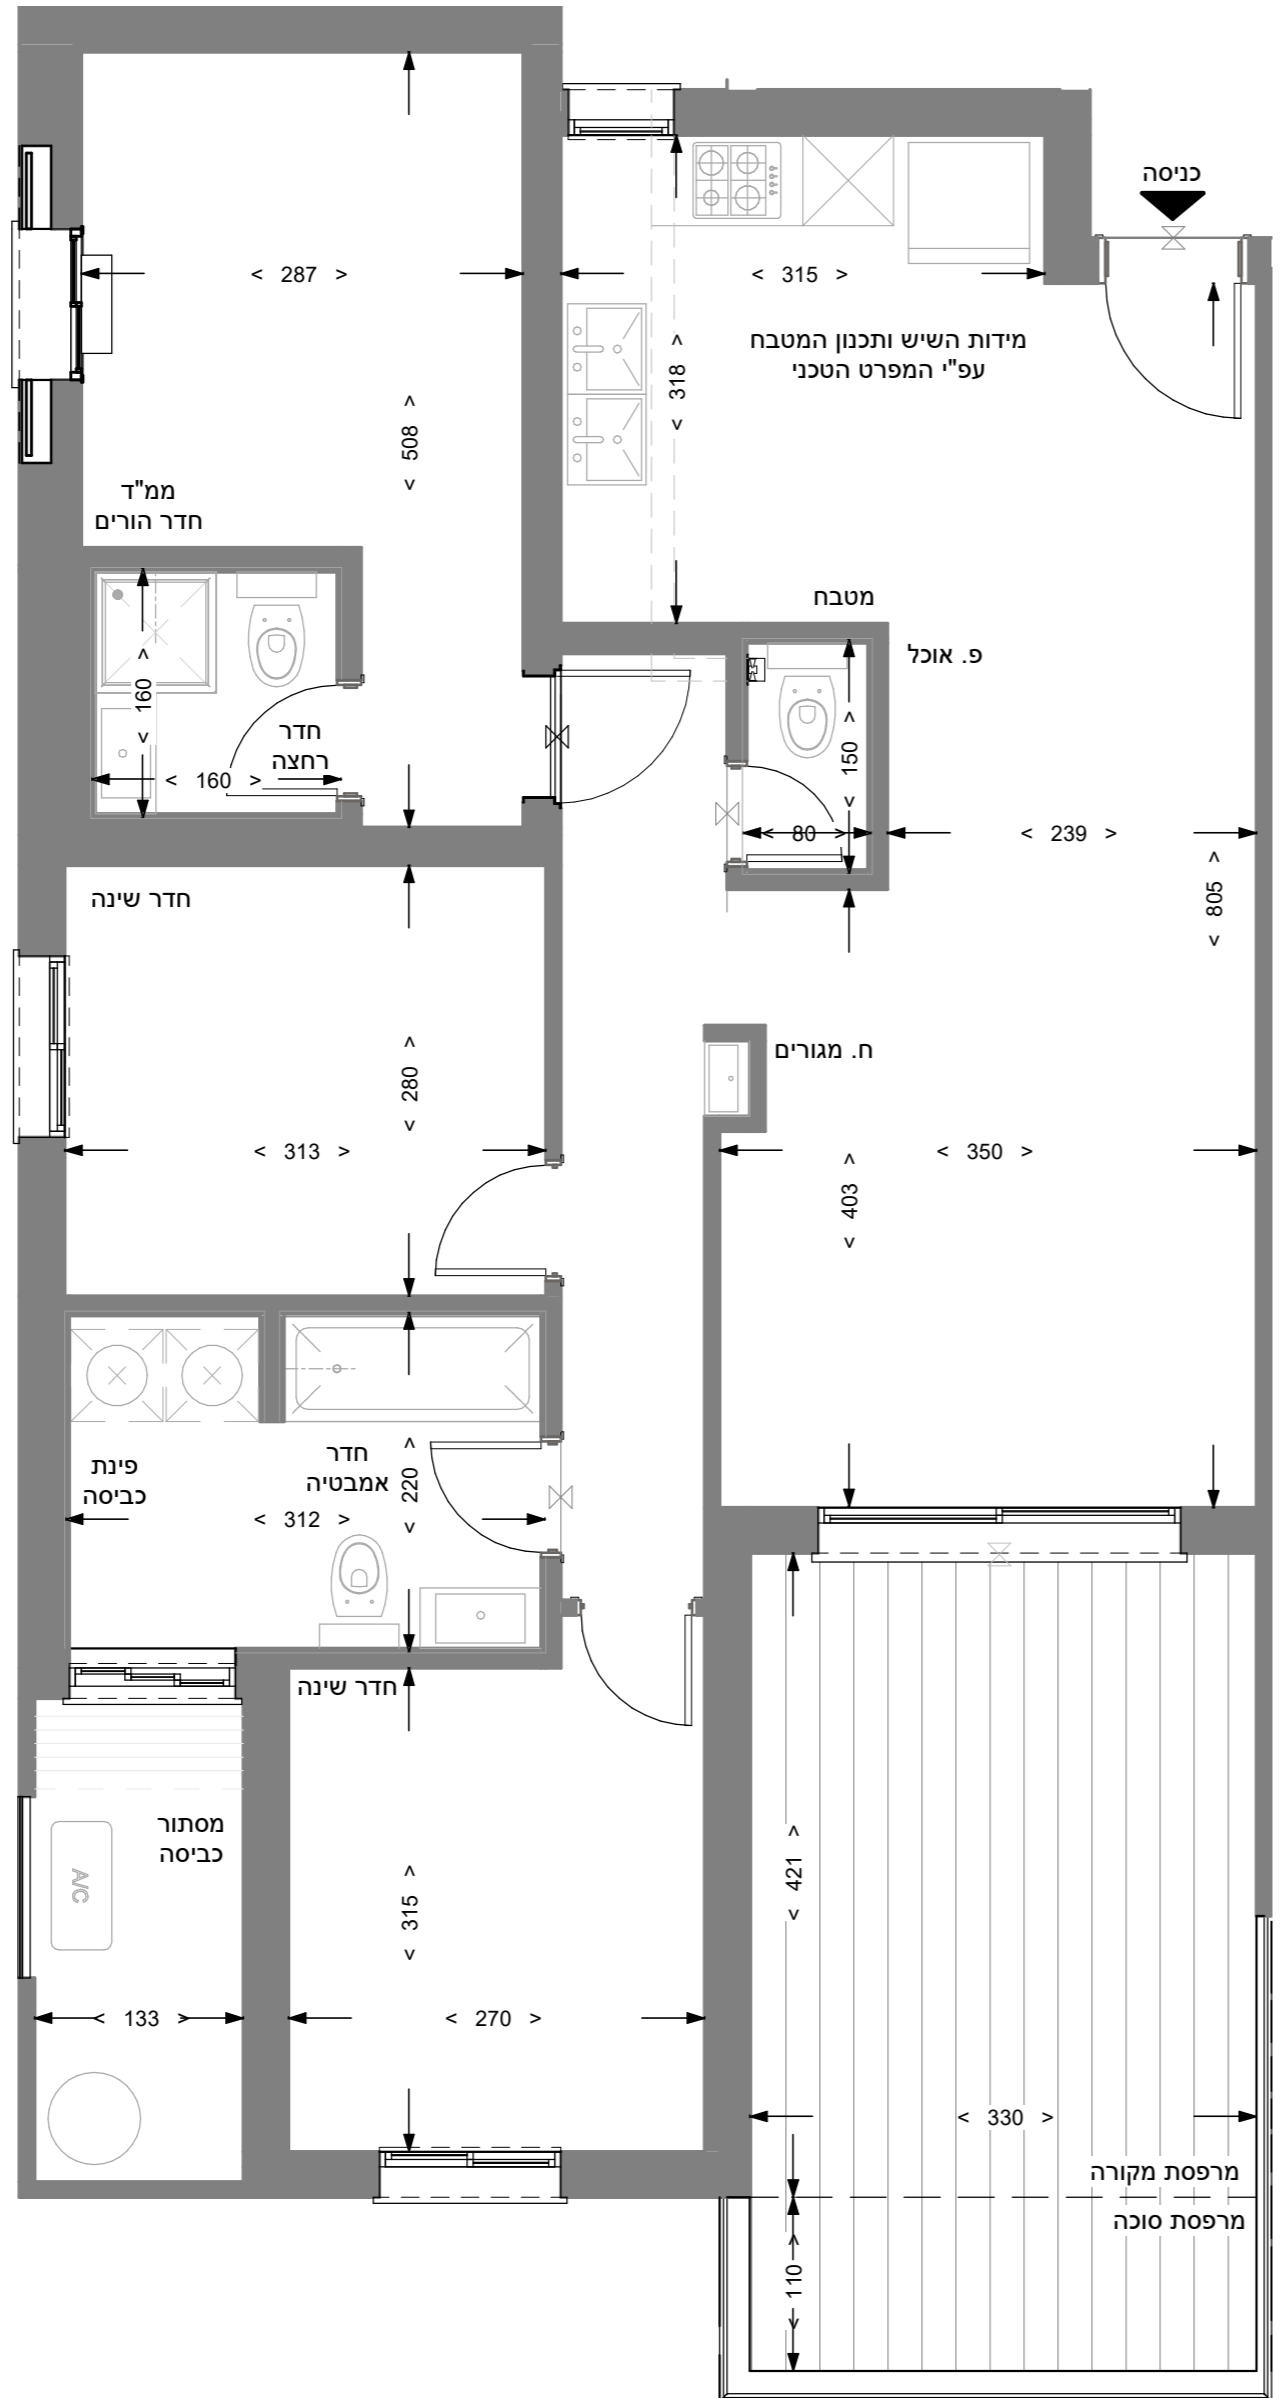 כניסה
< 287 >
< 315 >
מידות השיש ותכנון המטבח
עפ"י המפרט הטכני
< 318 >
< 508 >
ממ"ד
חדר הורים
מטבח
פ. אוכל
< 160 >
חדר
רחצה
< 160 >
< 150 >
< 80 >
< 239 >
< 805 >
חדר שינה
ח. מגורים
< 280 >
< 313 >
< 350 >
< 403 >
חדר
אמבטיה
פינת
כביסה
< 220 >
< 312 >
חדר שינה
מסתור
כביסה
A/C
< 421 >
< 315 >
< 133 >
< 270 >
< 330 >
מרפסת מקורה
מרפסת סוכה
< 110 >